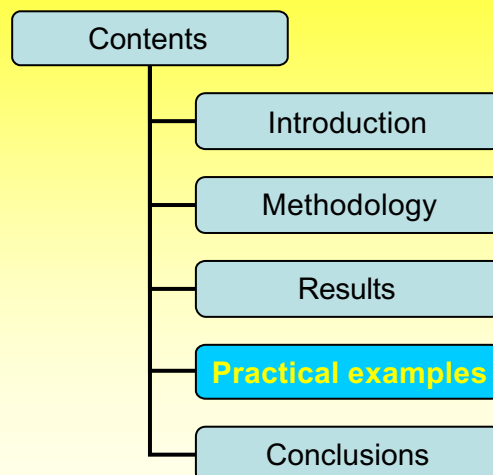 Contents
Introduction
Methodology
Results
Practical examples
Conclusions